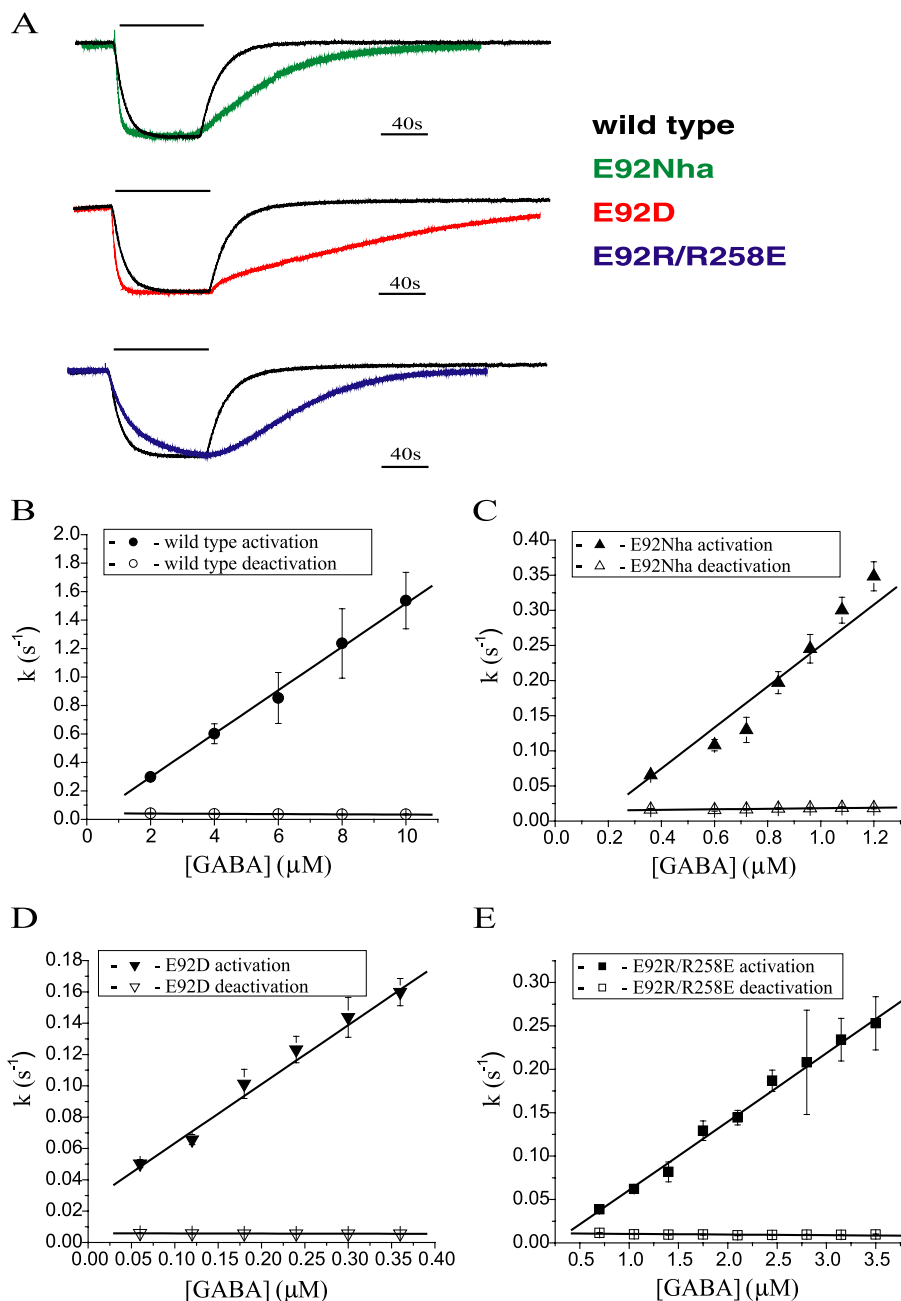 A
40s
wild type
E92Nha
E92D
E92R/R258E
40s
40s
B
- ● - wild type activation
- ○ - wild type deactivation
2.0
1.8
1.6
1.4
1.2
1.0
0.8
0.6
0.4
0.2
0.0
k (s⁻¹)
0 2 4 6 8 10
[GABA] (μM)
C
- ▲ - E92Nha activation
- △ - E92Nha deactivation
0.40
0.35
0.30
0.25
0.20
0.15
0.10
0.05
0.00
k (s⁻¹)
0.0 0.2 0.4 0.6 0.8 1.0 1.2
[GABA] (μM)
D
- ▼ - E92D activation
- ▽ - E92D deactivation
0.18
0.16
0.14
0.12
0.10
0.08
0.06
0.04
0.02
0.00
k (s⁻¹)
0.00 0.05 0.10 0.15 0.20 0.25 0.30 0.35 0.40
[GABA] (μM)
E
- ■ - E92R/R258E activation
- □ - E92R/R258E deactivation
0.30
0.25
0.20
0.15
0.10
0.05
0.00
k (s⁻¹)
0.5 1.0 1.5 2.0 2.5 3.0 3.5
[GABA] (μM)